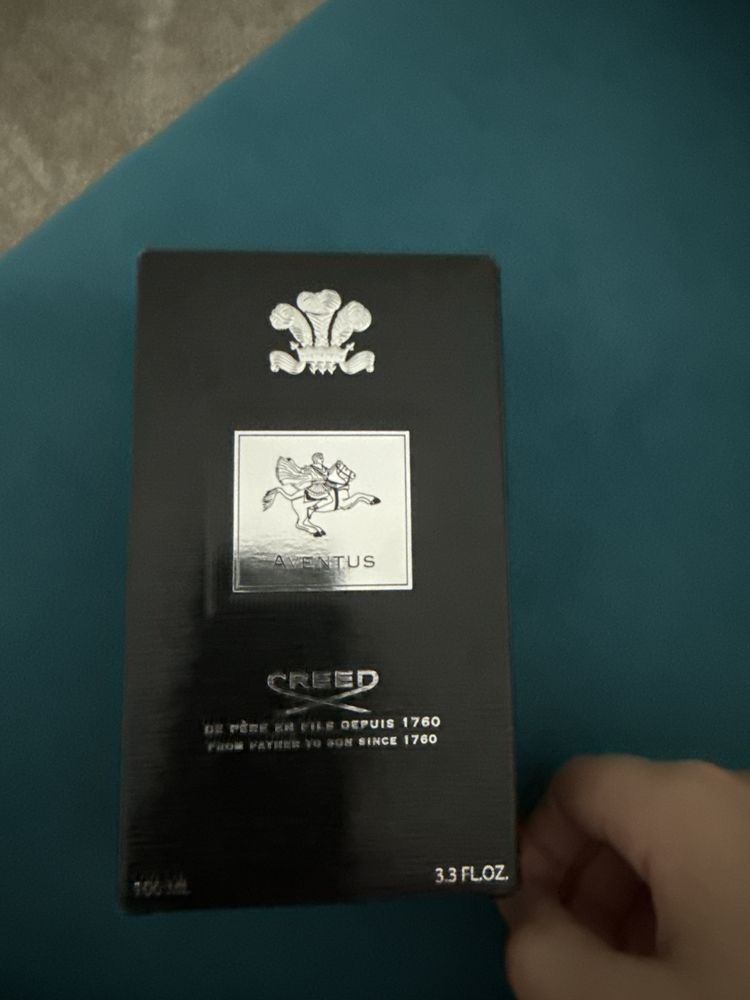 AVENTUS
CREED
DE PÈRE EN FILS DEPUIS 1760
FROM FATHER TO SON SINCE 1760
100 ML
3.3 FL.OZ.